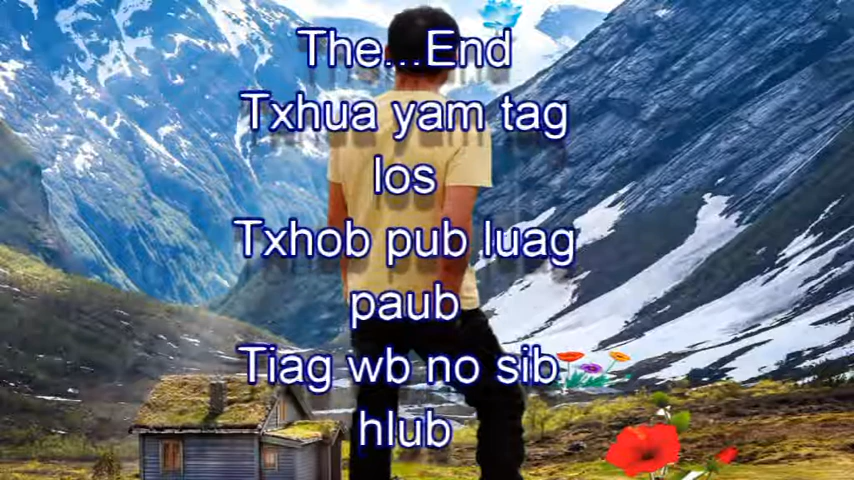 The...End
Txhua yam tag
los
Txhob pub luag
paub
Tiag wb no sib
hlub